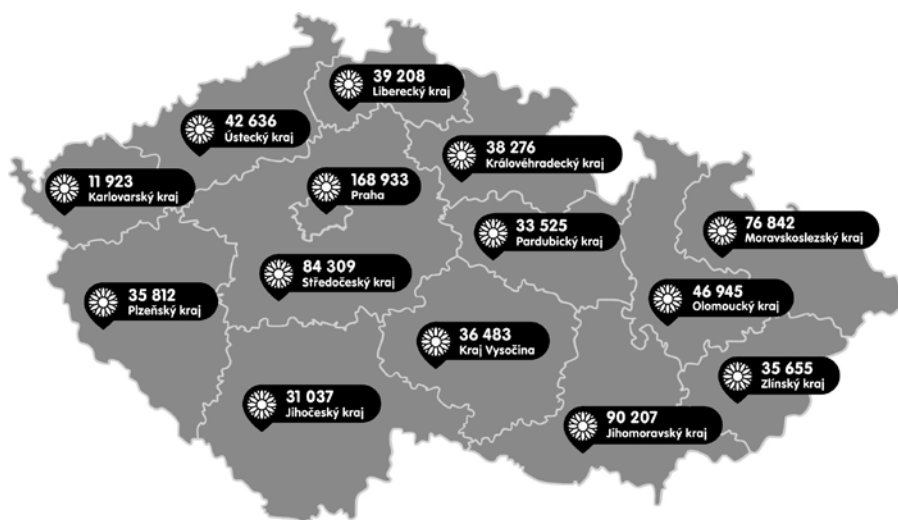 39 208
Liberecký kraj
42 636
Ústecký kraj
38 276
Královéhradecký kraj
11 923
Karlovarský kraj
168 933
Praha
33 525
Pardubický kraj
76 842
Moravskoslezský kraj
84 309
Středočeský kraj
35 812
Plzeňský kraj
46 945
Olomoucký kraj
36 483
Kraj Vysočina
35 655
Zlínský kraj
31 037
Jihočeský kraj
90 207
Jihomoravský kraj